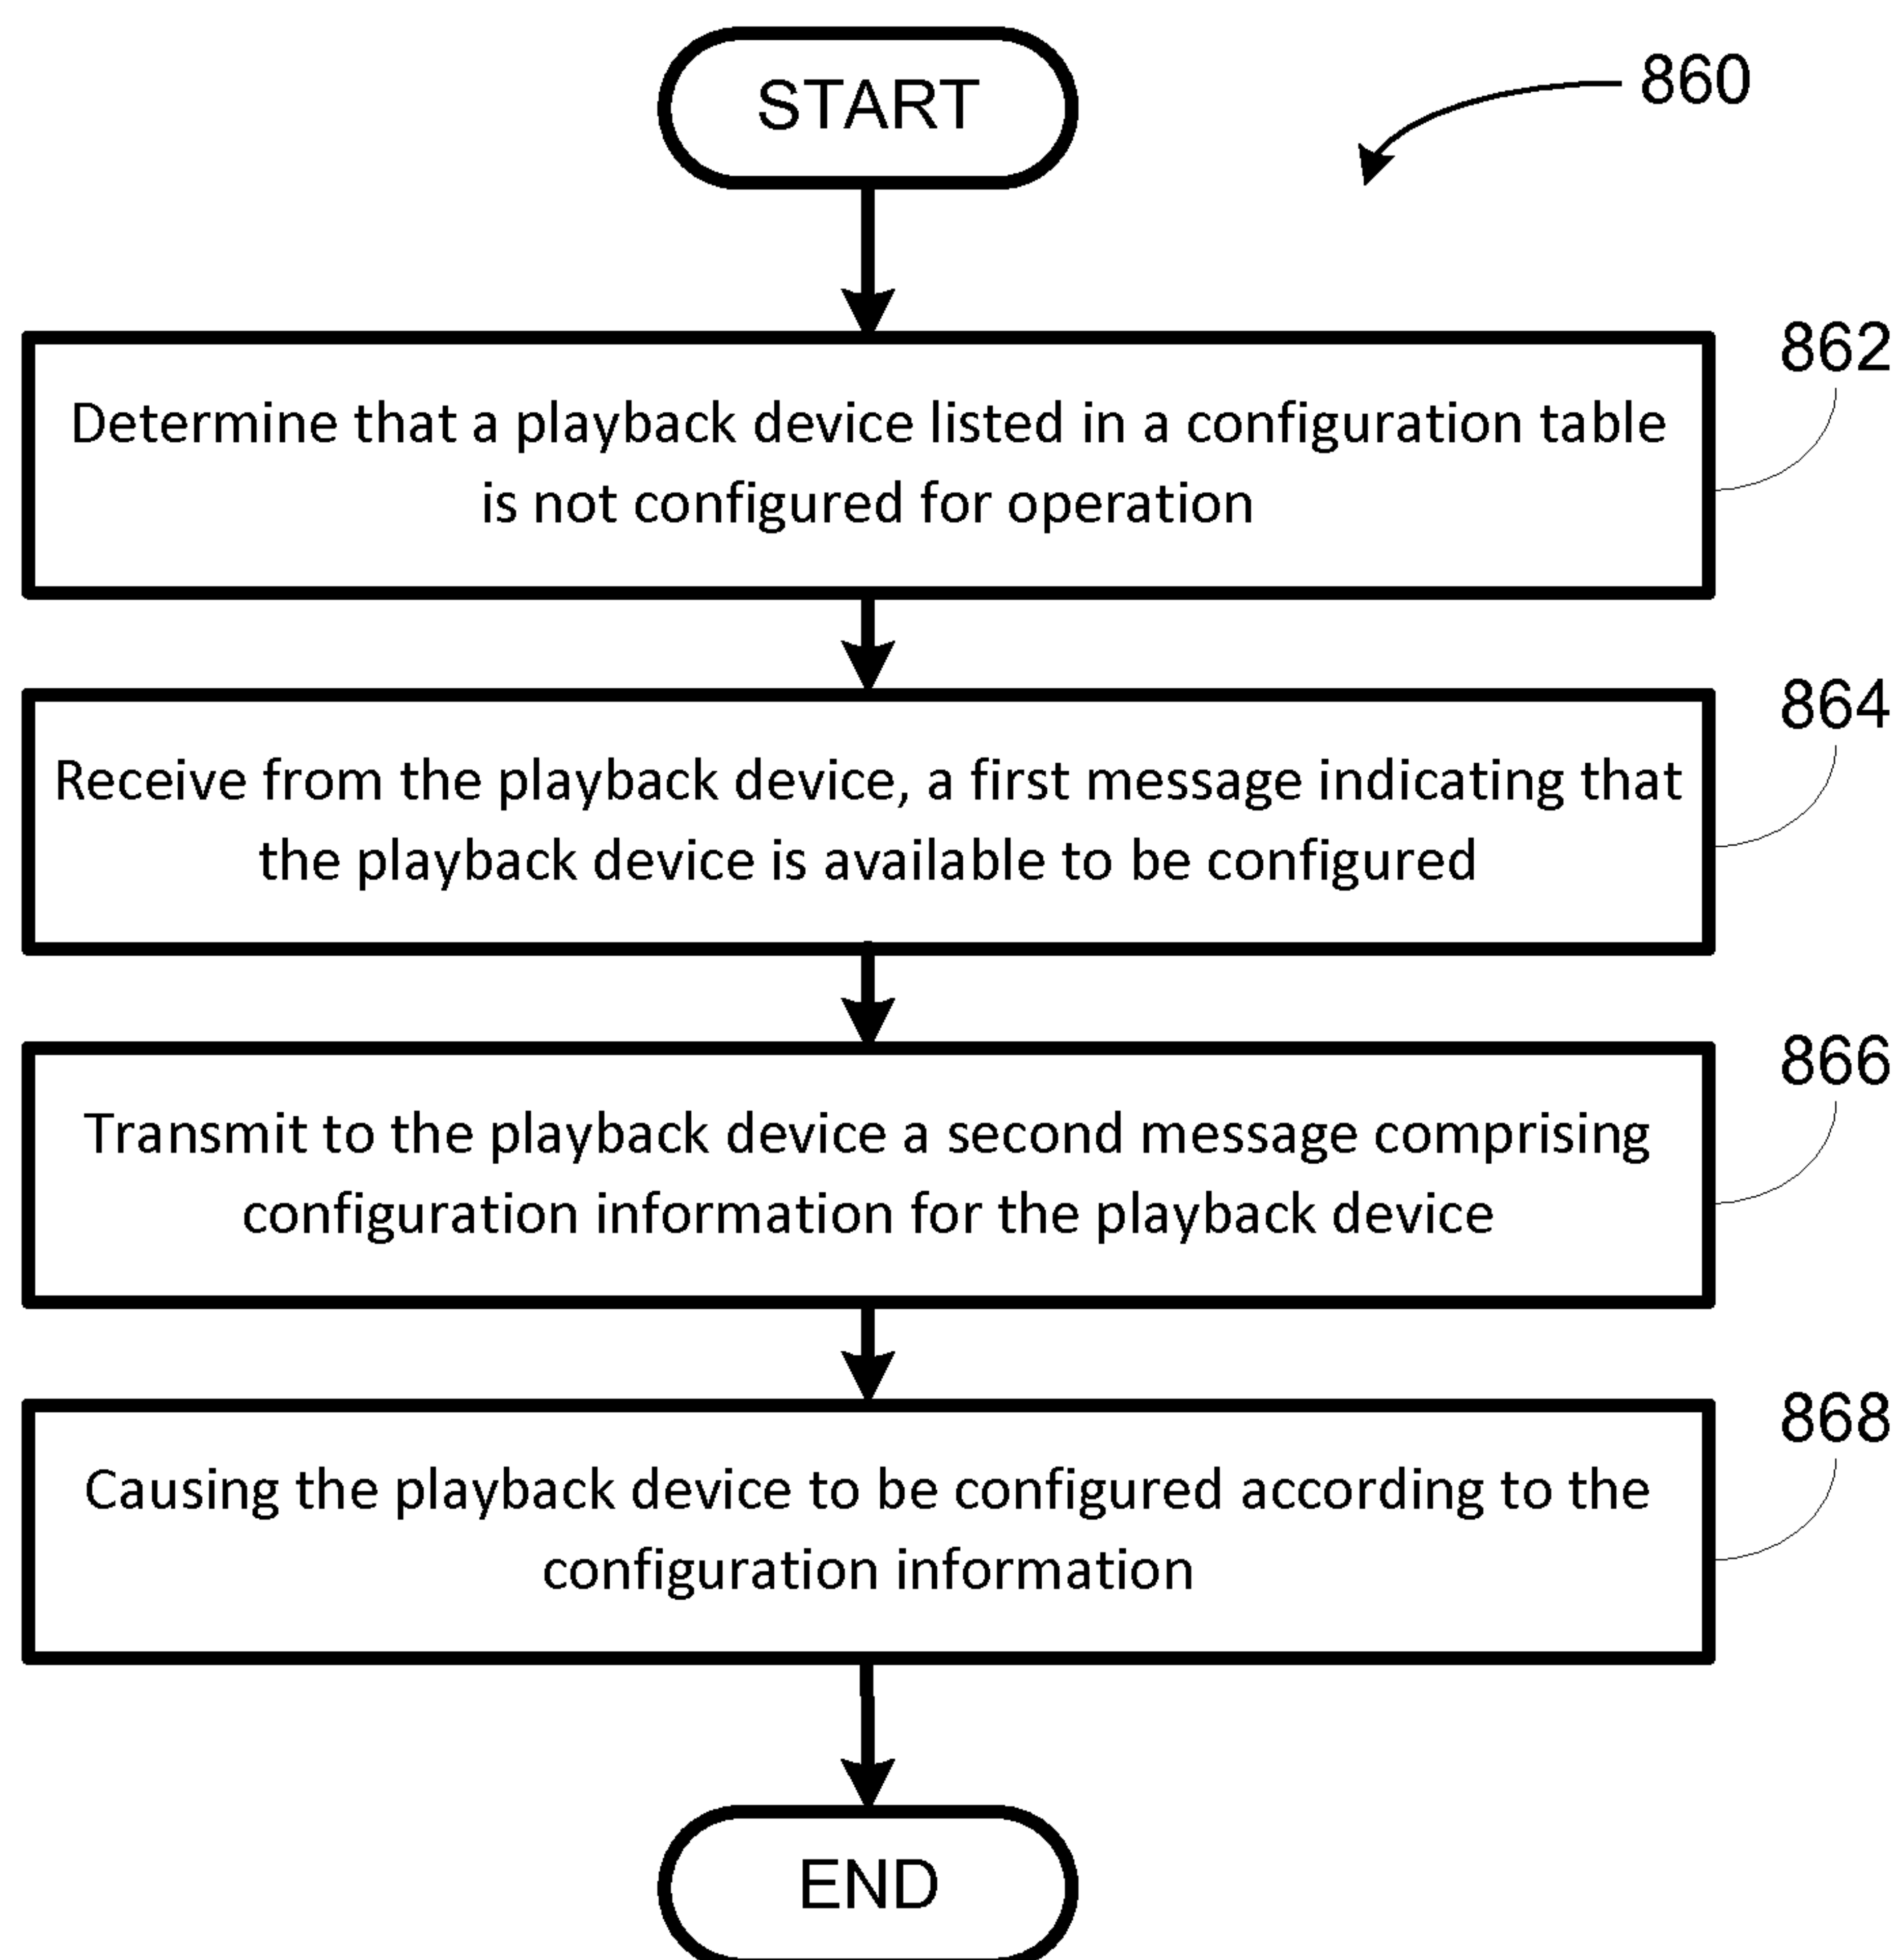 START
860
862
Determine that a playback device listed in a configuration table
is not configured for operation
864
Receive from the playback device, a first message indicating that
the playback device is available to be configured
866
Transmit to the playback device a second message comprising
configuration information for the playback device
868
Causing the playback device to be configured according to the
configuration information
END